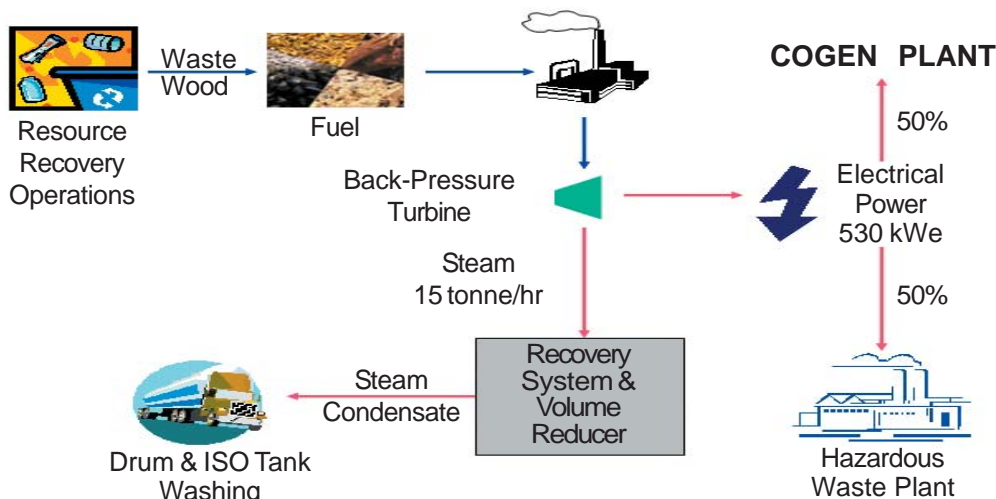 Waste
Wood
Resource
Recovery
Operations
Fuel
COGEN PLANT
50%
Back-Pressure
Turbine
Electrical
Power
530 kWe
Steam
15 tonne/hr
50%
Recovery
System &
Volume
Reducer
Steam
Condensate
Drum & ISO Tank
Washing
Hazardous
Waste Plant